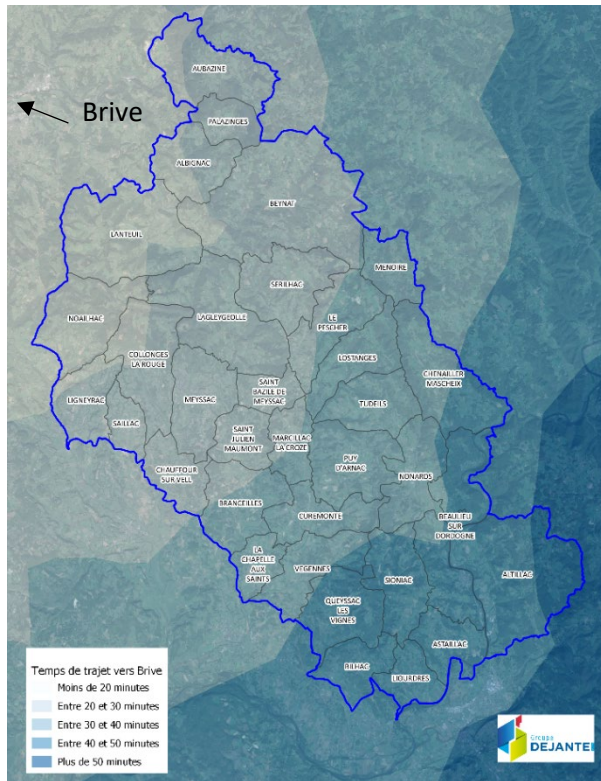 AUBAZINE
Brive
PALAZINGES
ALBIGNAC
BEYNAT
LANTEUIL
MENOIRE
SÉRILHAC
NOAILHAC
LAGLEYGEOLLE
LE
PESCHER
COLLONGES
LA ROUGE
LOSTANGES
CHENAILLER
MASCHEIX
LIGNEYRAC
SAILLAC
MEYSSAC
SAINT
BAZILE DE
MEYSSAC
TUDEILS
SAINT
JULIEN
MAUMONT
MARCILLAC
LA CROZE
CHAUFFOUR
SUR VELL
PUY
D'ARNAC
NONARDS
BRANCEILLES
CUREMONTE
BEAULIEU
SUR
DORDOGNE
LA
CHAPELLE
AUX
SAINTS
VEGENNES
SIONIAC
ALTILLAC
QUEYSSAC
LES
VIGNES
ASTAILLAC
BILHAC
LIOURDRES
Temps de trajet vers Brive
Moins de 20 minutes
Entre 20 et 30 minutes
Entre 30 et 40 minutes
Entre 40 et 50 minutes
Plus de 50 minutes
Groupe
DEJANTE